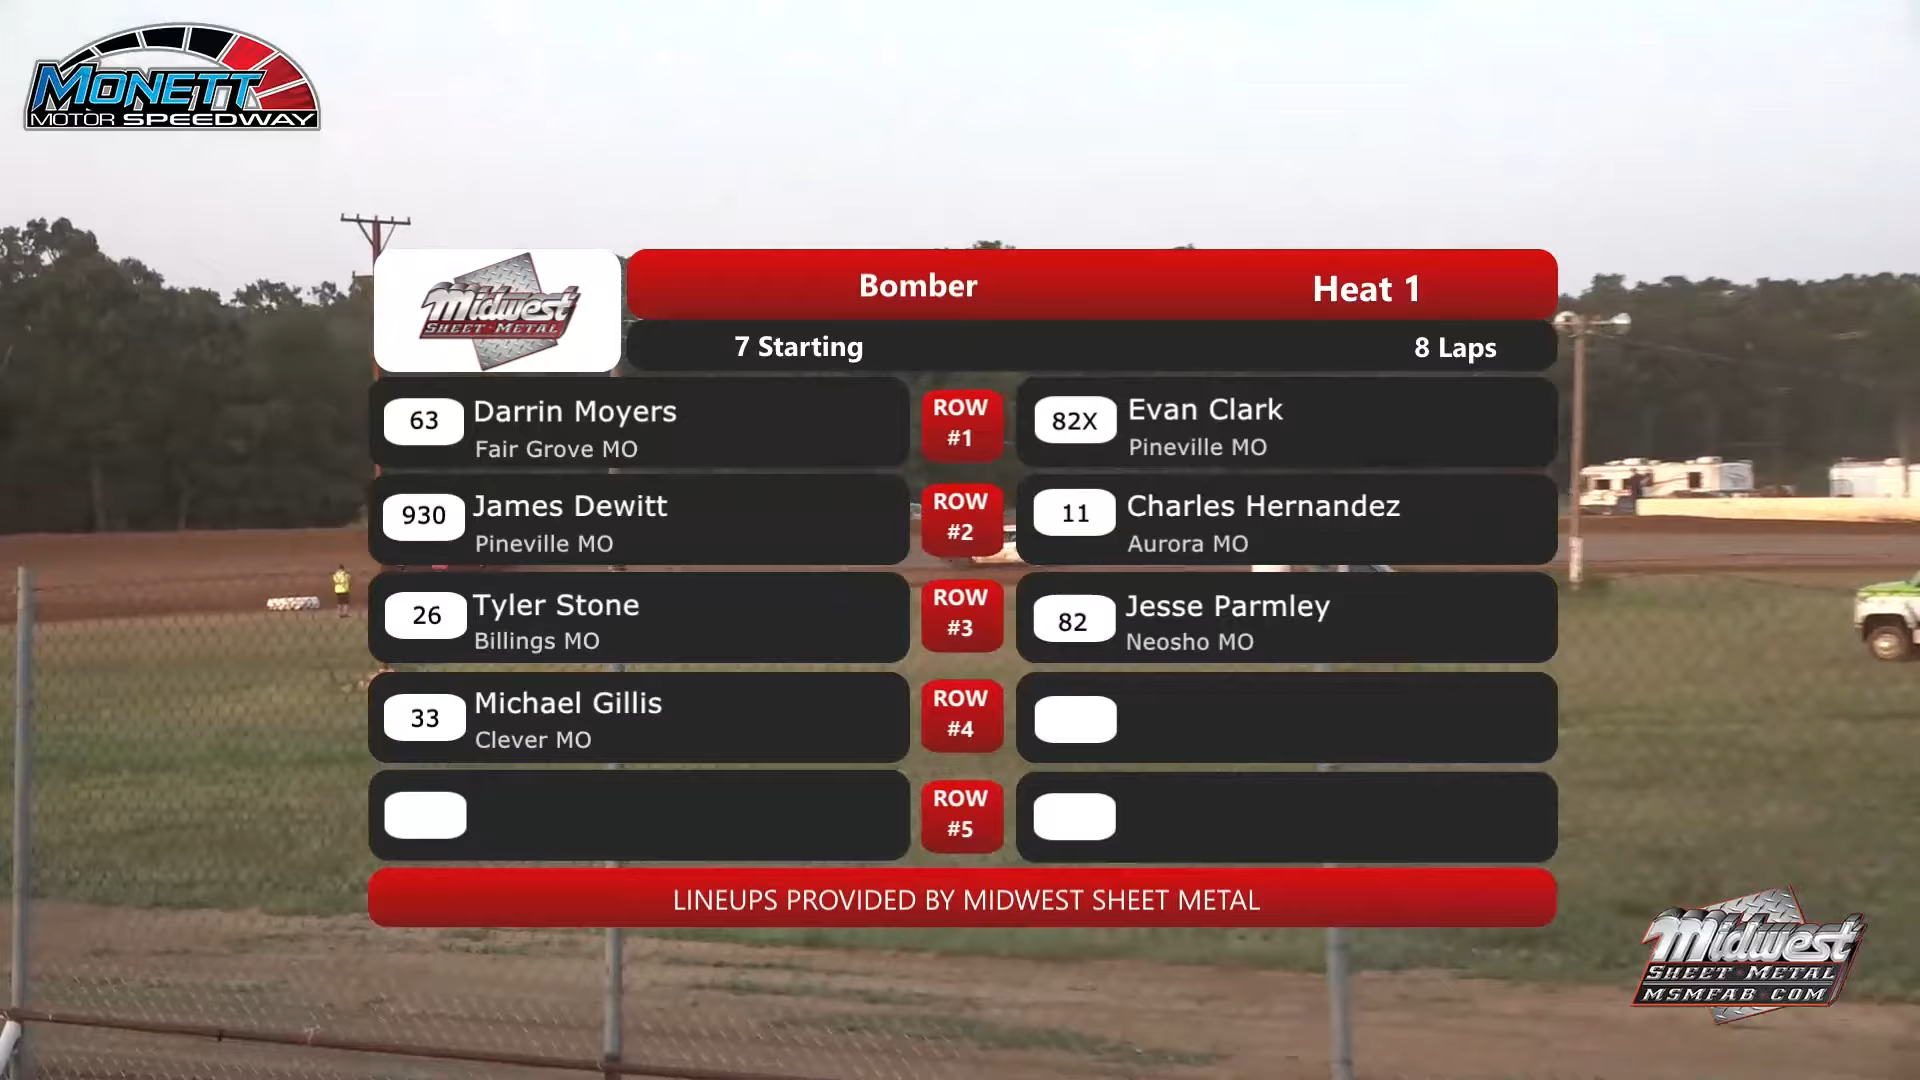 MONETT
MOTOR SPEEDWAY
Midwest
SHEET METAL
Bomber
Heat 1
7 Starting
8 Laps
63
Darrin Moyers
Fair Grove MO
ROW
#1
82X
Evan Clark
Pineville MO
930
James Dewitt
Pineville MO
ROW
#2
11
Charles Hernandez
Aurora MO
26
Tyler Stone
Billings MO
ROW
#3
82
Jesse Parmley
Neosho MO
33
Michael Gillis
Clever MO
ROW
#4
ROW
#5
LINEUPS PROVIDED BY MIDWEST SHEET METAL
Midwest
SHEET METAL
MSMFAB.COM